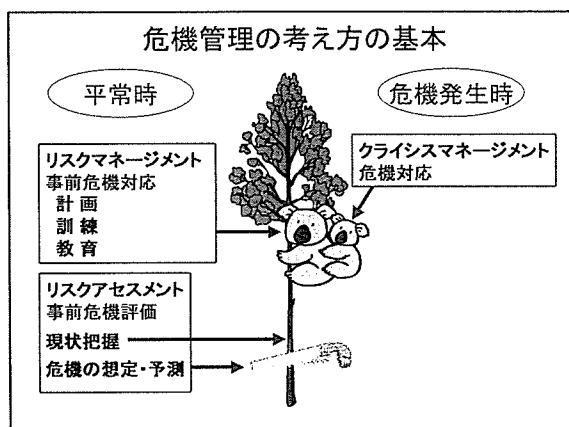 危機管理の考え方の基本
平常時
危機発生時
リスクマネージメント
事前危機対応
計画
訓練
教育
クライシスマネージメント
危機対応
リスクアセスメント
事前危機評価
現状把握
危機の想定・予測